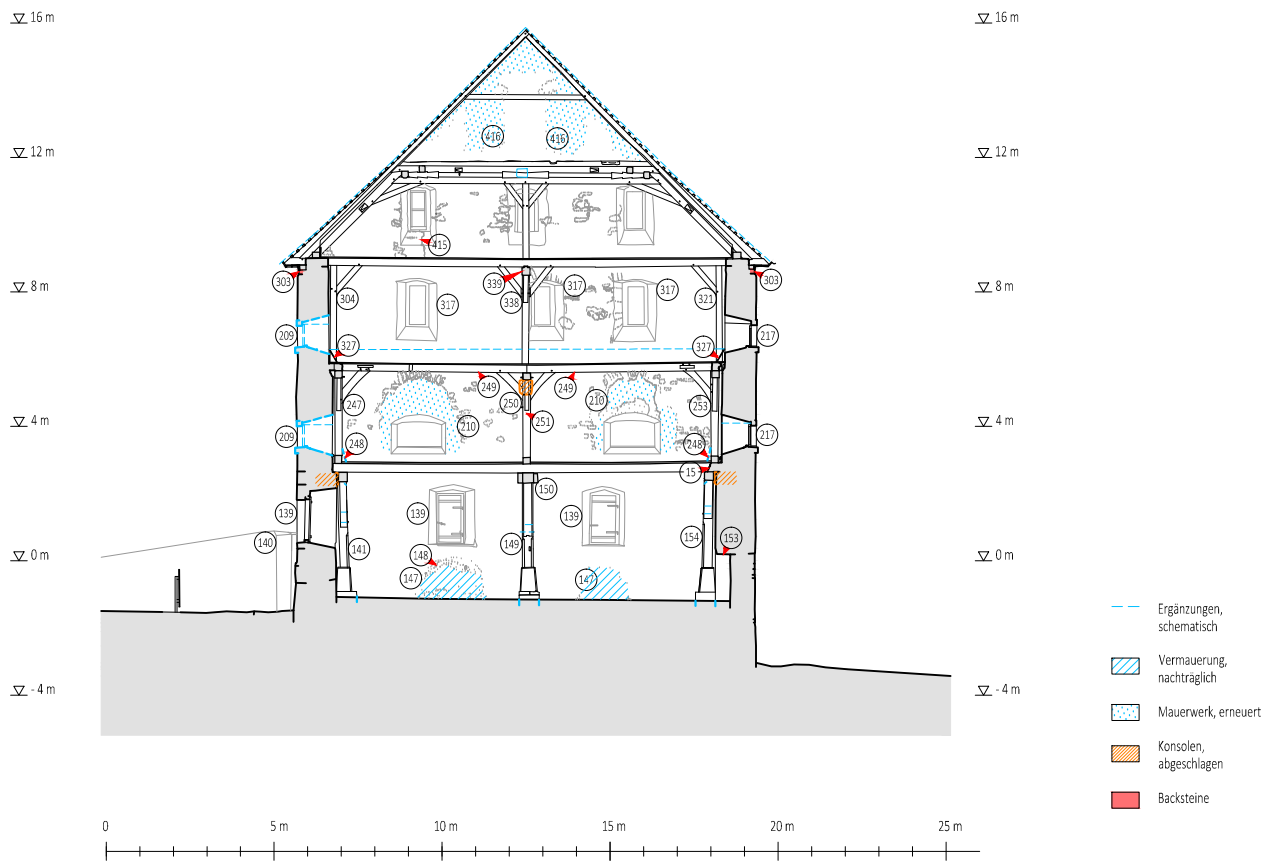 16 m
16 m
12 m
416
416
12 m
415
303
339
317
317
303
8 m
304
317
338
321
8 m
209
327
327
217
249
249
247
250
210
253
4 m
210
251
4 m
209
248
248
217
15
150
139
139
139
140
141
148
149
154
153
0 m
0 m
147
147
Ergänzungen,
schematisch
Vermauerung,
nachträglich
- 4 m
- 4 m
Mauerwerk, erneuert
Konsolen,
abgeschlagen
Backsteine
0
5 m
10 m
15 m
20 m
25 m